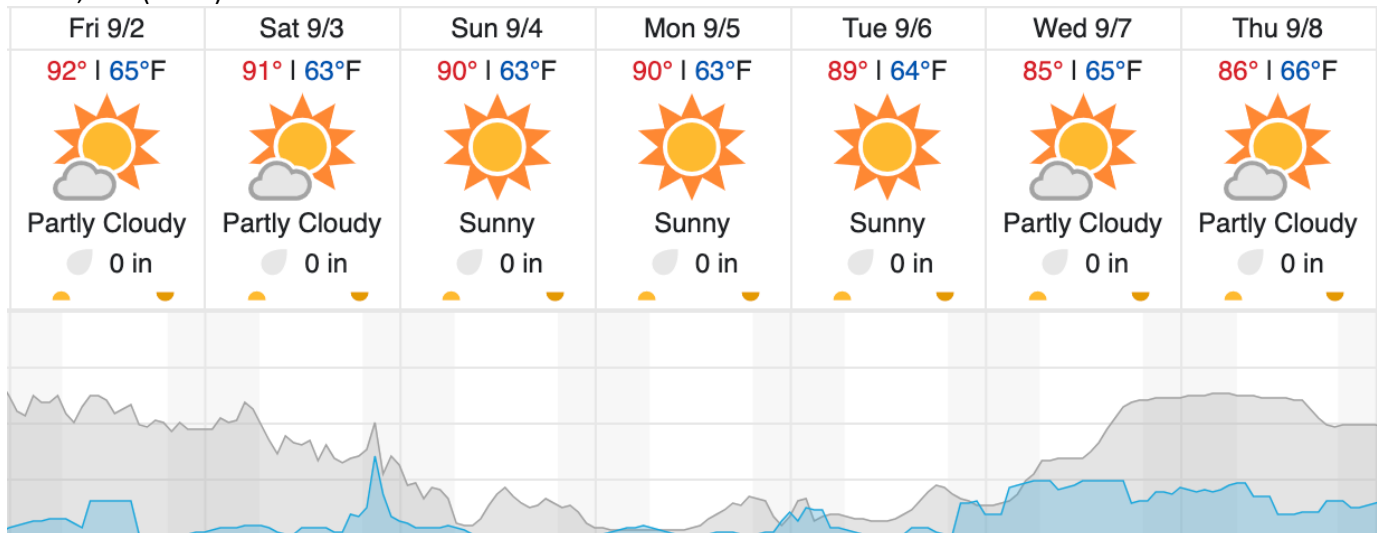 Fri 9/2 Sat 9/3 Sun 9/4 Mon 9/5 Tue 9/6 Wed 9/7 Thu 9/8
92° | 65°F 91° | 63°F 90° | 63°F 90° | 63°F 89° | 64°F 85° | 65°F 86° | 66°F
Partly Cloudy Partly Cloudy Sunny Sunny Sunny Partly Cloudy Partly Cloudy
0 in 0 in 0 in 0 in 0 in 0 in 0 in